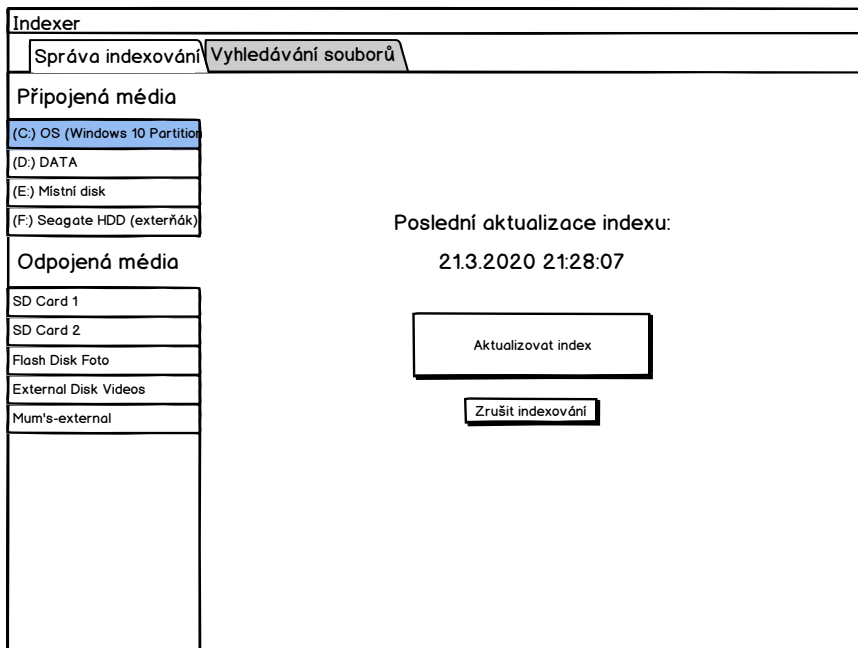 Indexer
Správa indexování
Vyhledávání souborů
Připojená média
(C:) OS (Windows 10 Partition
(D:) DATA
(E:) Místní disk
(F:) Seagate HDD (exterňák)
Odpojená média
SD Card 1
SD Card 2
Flash Disk Foto
External Disk Videos
Mum's-external
Poslední aktualizace indexu:
21.3.2020 21:28:07
Aktualizovat index
Zrušit indexování